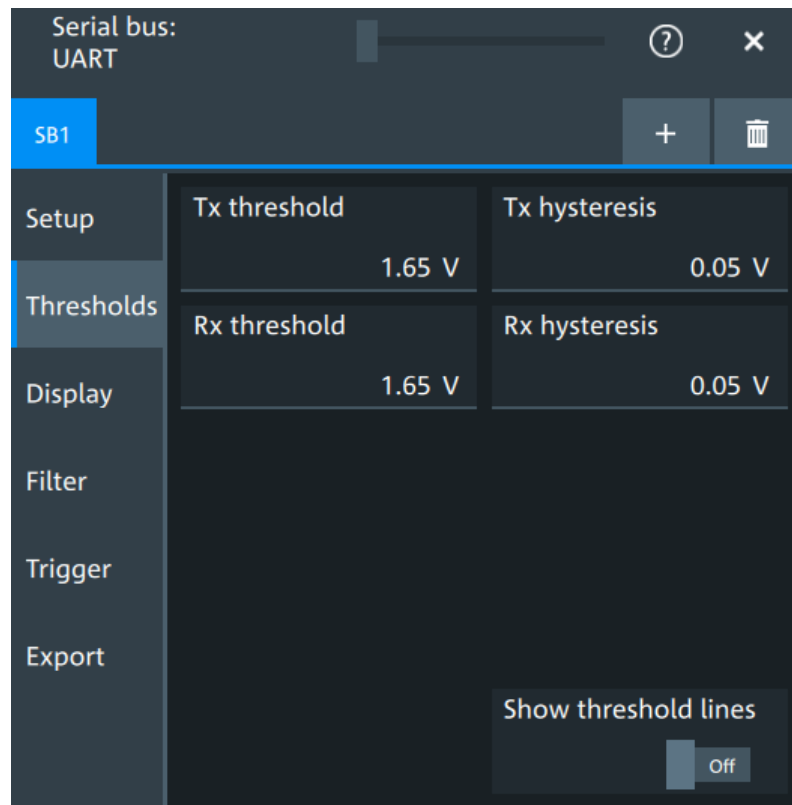 Serial bus:
UART
?
SB1
+
Setup
Thresholds
Display
Filter
Trigger
Export
Tx threshold
1.65 V
Tx hysteresis
0.05 V
Rx threshold
1.65 V
Rx hysteresis
0.05 V
Show threshold lines
Off